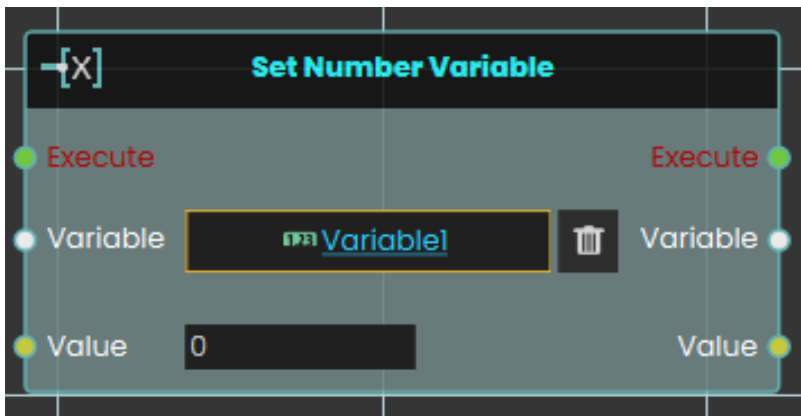 [x] Set Number Variable
Execute Execute
Variable 123 Variable1 Variable
Value 0 Value